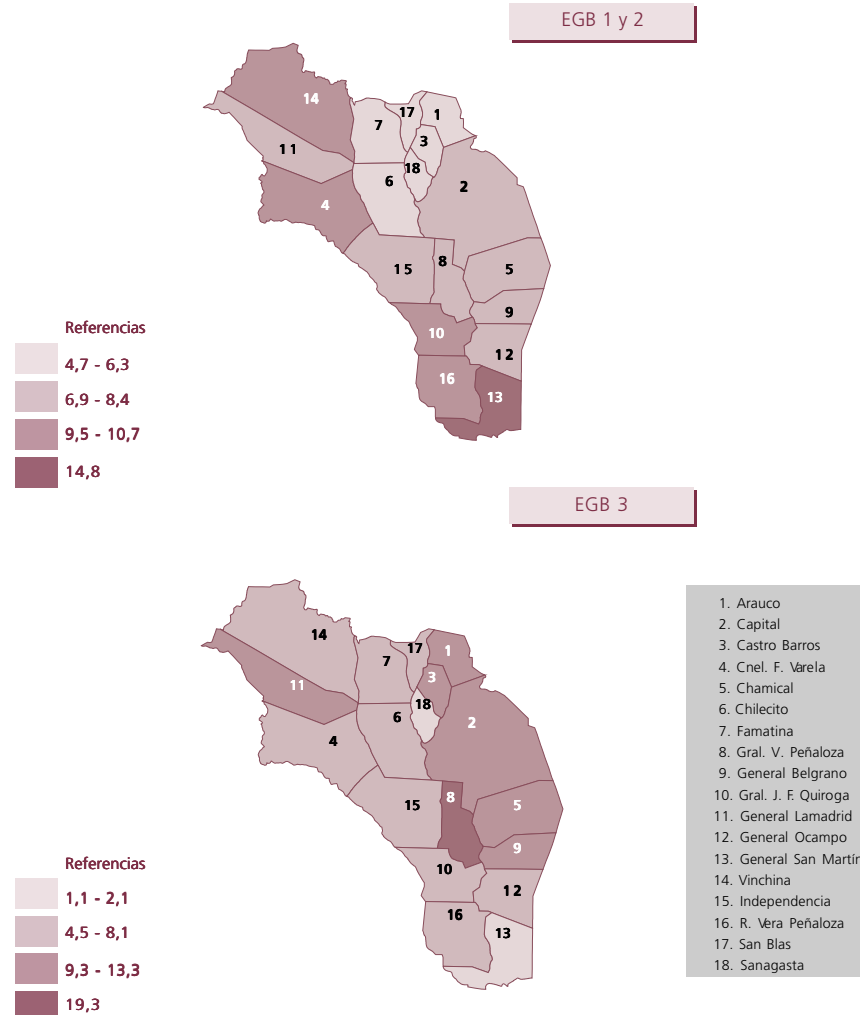 EGB 1 y 2
14
17
1
7
3
11
18
6
2
4
8
15
5
9
10
12
16
13
Referencias
4,7 - 6,3
6,9 - 8,4
9,5 - 10,7
14,8
EGB 3
14
17
1
7
3
11
18
6
2
4
8
15
5
9
10
12
16
13
Referencias
1,1 - 2,1
4,5 - 8,1
9,3 - 13,3
19,3
1. Arauco
2. Capital
3. Castro Barros
4. Cnel. F. Varela
5. Chamical
6. Chilecito
7. Famatina
8. Gral. V. Peñaloza
9. General Belgrano
10. Gral. J. F. Quiroga
11. General Lamadrid
12. General Ocampo
13. General San Martín
14. Vinchina
15. Independencia
16. R. Vera Peñaloza
17. San Blas
18. Sanagasta